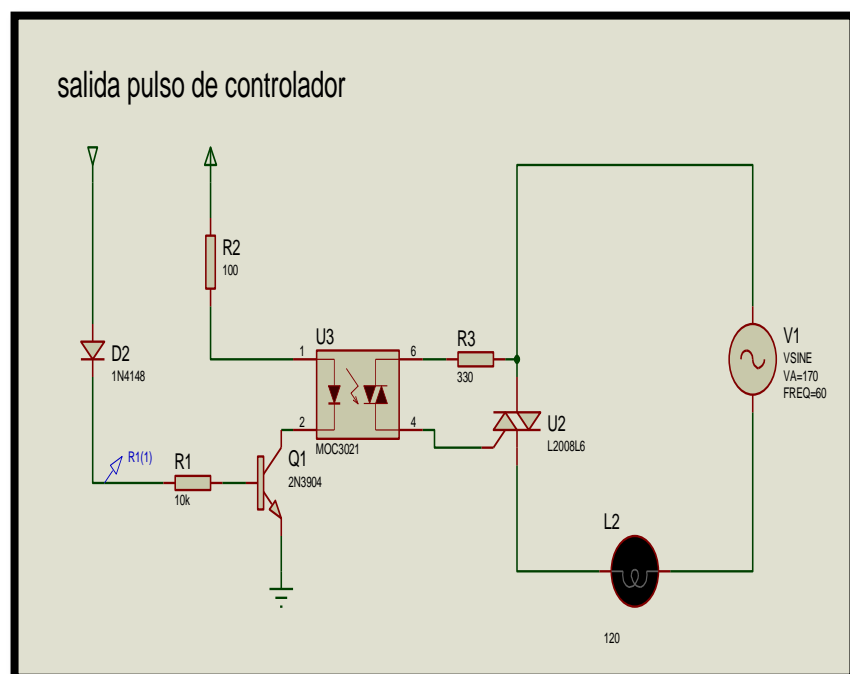 salida pulso de controlador
R2
100
U3
1
6
R3
330
V1
VSINE
VA=170
FREQ=60
D2
1N4148
2
4
U2
L2008L6
MOC3021
R1(1)
R1
10k
Q1
2N3904
L2
120